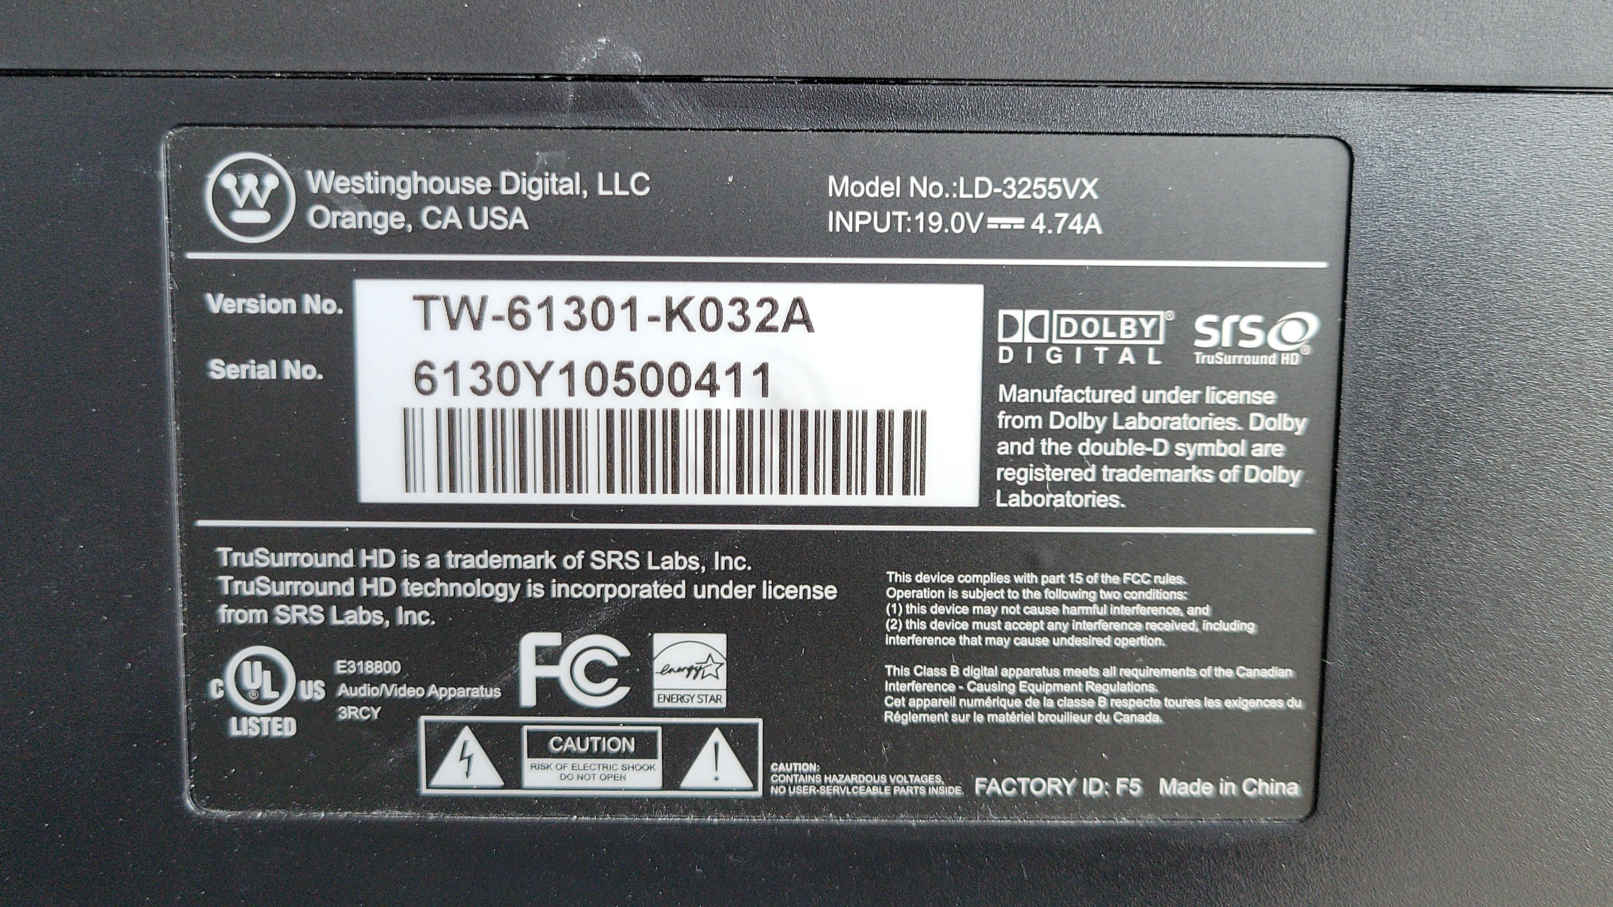 Westinghouse Digital, LLC
Orange, CA USA
Model No.:LD-3255VX
INPUT:19.0V⎓4.74A
Version No. TW-61301-K032A
Serial No. 6130Y10500411
DOLBY®
DIGITAL
SRS
TruSurround HD®
Manufactured under license
from Dolby Laboratories. Dolby
and the double-D symbol are
registered trademarks of Dolby
Laboratories.
TruSurround HD is a trademark of SRS Labs, Inc.
TruSurround HD technology is incorporated under license
from SRS Labs, Inc.
C UL® US
LISTED
E318800
Audio/Video Apparatus
3RCY
FC
energy
ENERGY STAR
This device complies with part 15 of the FCC rules.
Operation is subject to the following two conditions:
(1) this device may not cause harmful interference, and
(2) this device must accept any interference received, including
interference that may cause undesired opertion.
This Class B digital apparatus meets all requirements of the Canadian
Interference - Causing Equipment Regulations.
Cet appareil numérique de la classe B respecte toures les exigences du
Réglement sur le matériel brouilleur du Canada.
CAUTION
RISK OF ELECTRIC SHOOK
DO NOT OPEN
CAUTION:
CONTAINS HAZARDOUS VOLTAGES,
NO USER-SERVLCEABLE PARTS INSIDE.
FACTORY ID: F5 Made in China